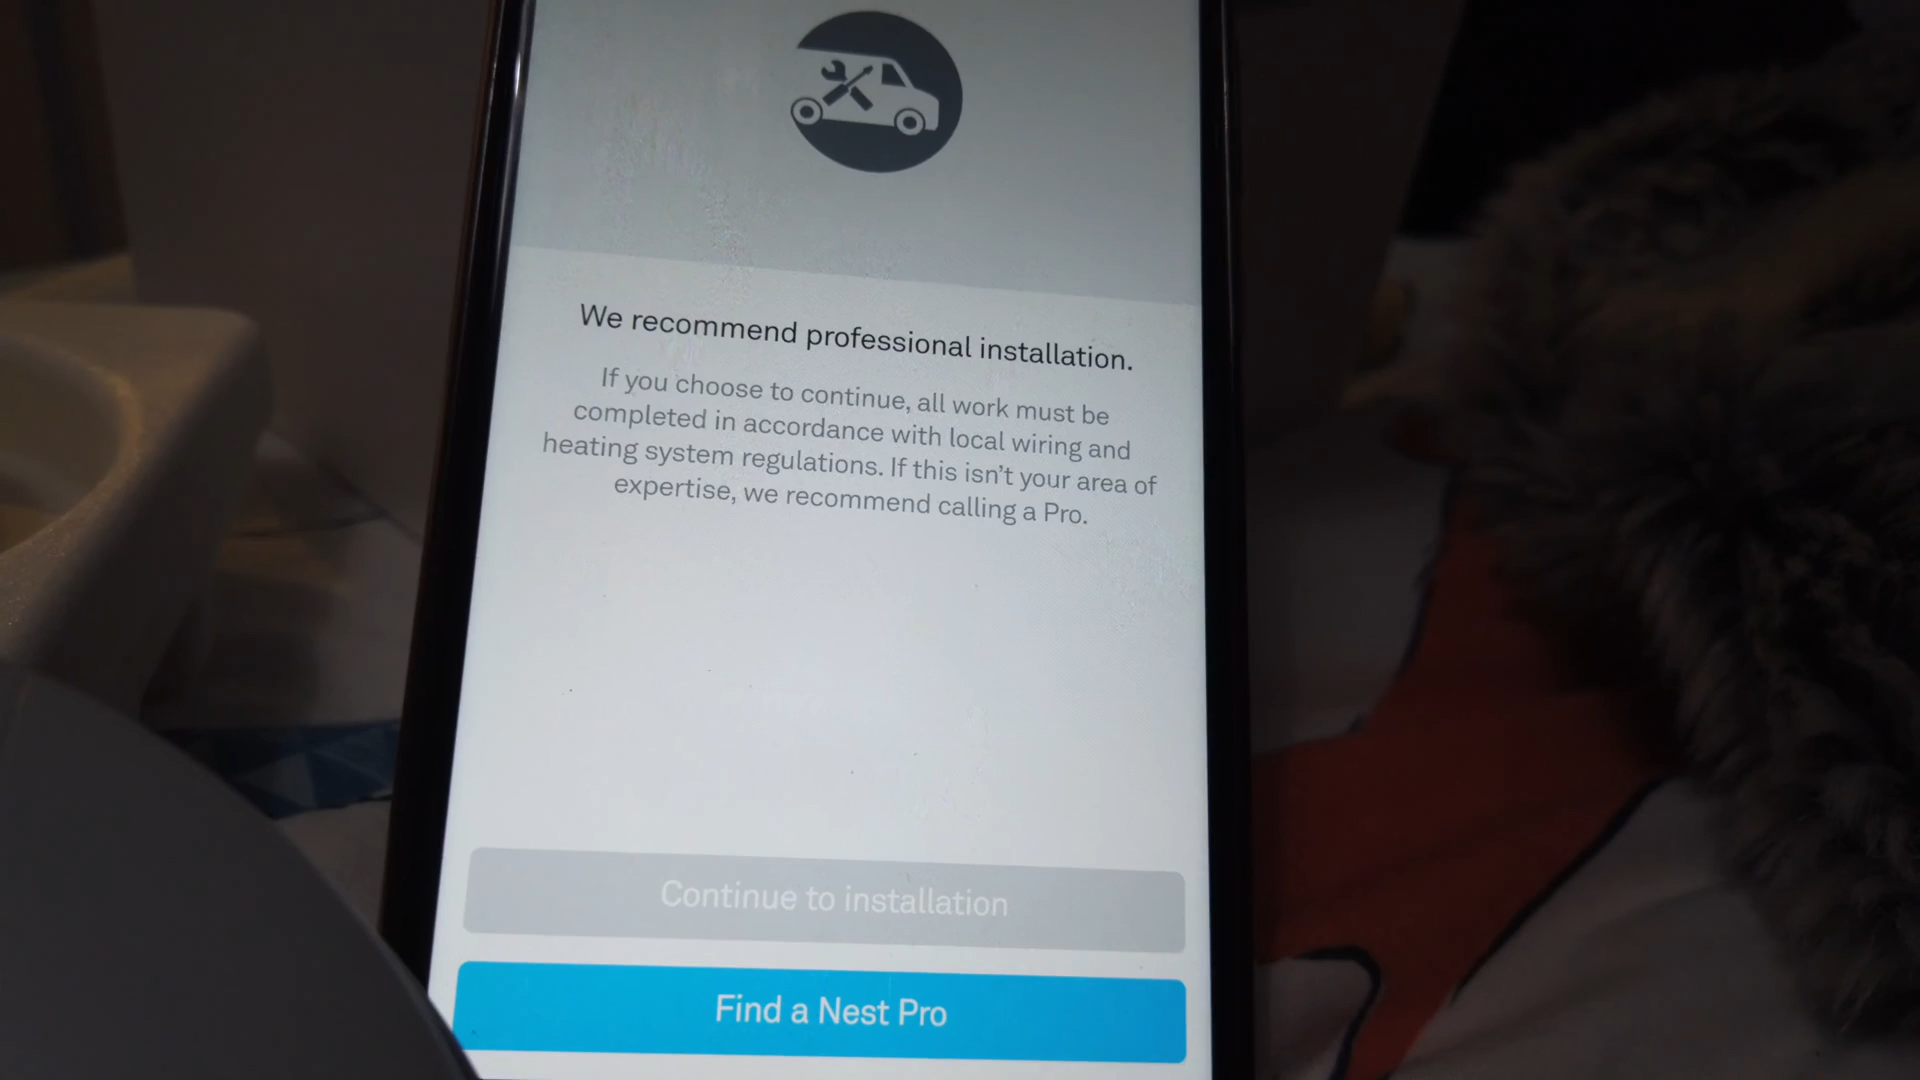 We recommend professional installation.
If you choose to continue, all work must be
completed in accordance with local wiring and
heating system regulations. If this isn't your area of
expertise, we recommend calling a Pro.
Continue to installation
Find a Nest Pro